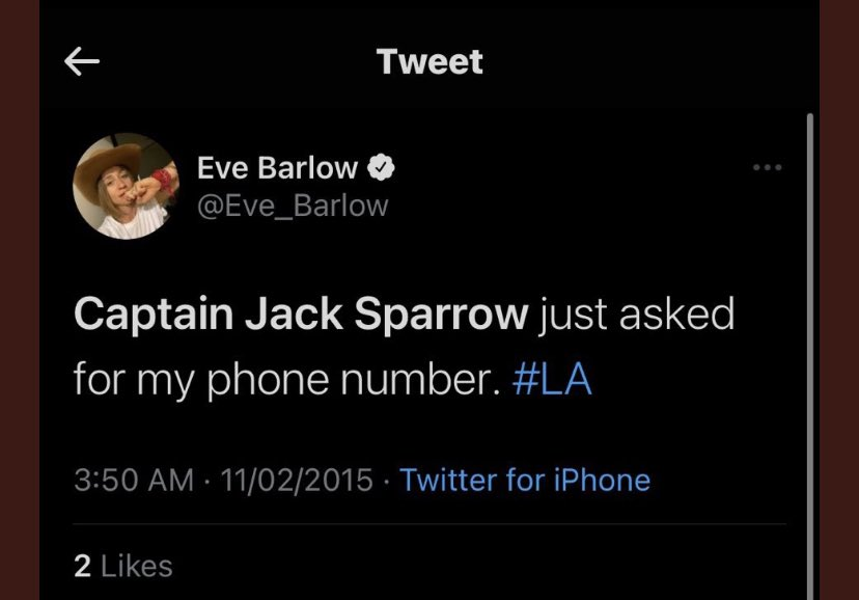 Tweet
Eve Barlow
@Eve_Barlow
Captain Jack Sparrow just asked
for my phone number. #LA
3:50 AM · 11/02/2015 · Twitter for iPhone
2 Likes